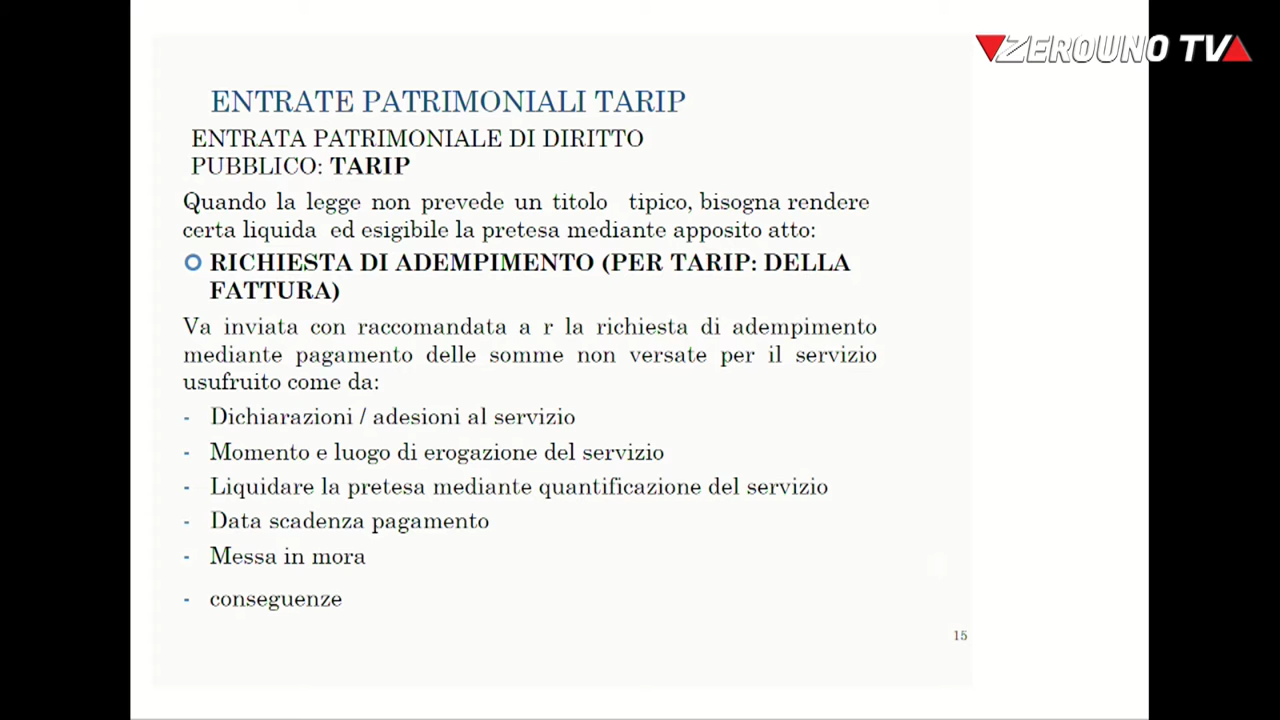 ZEROUNO TV
ENTRATE PATRIMONIALI TARIP
ENTRATA PATRIMONIALE DI DIRITTO
PUBBLICO: TARIP
Quando la legge non prevede un titolo tipico, bisogna rendere
certa liquida ed esigibile la pretesa mediante apposito atto:
RICHIESTA DI ADEMPIMENTO (PER TARIP: DELLA
FATTURA)
Va inviata con raccomandata a r la richiesta di adempimento
mediante pagamento delle somme non versate per il servizio
usufruito come da:
- Dichiarazioni / adesioni al servizio
- Momento e luogo di erogazione del servizio
- Liquidare la pretesa mediante quantificazione del servizio
- Data scadenza pagamento
- Messa in mora
- conseguenze
15